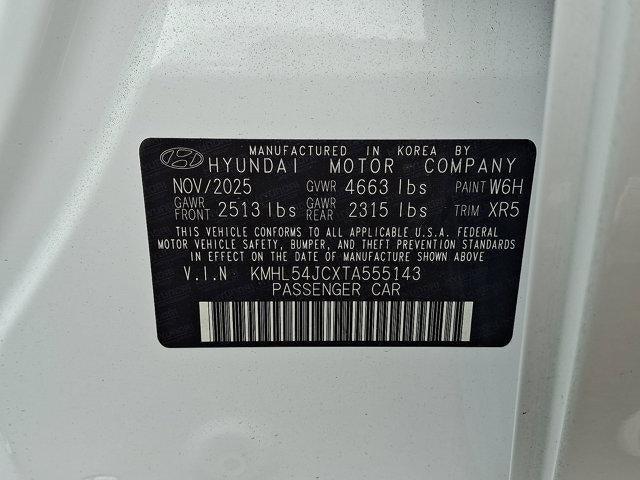 MANUFACTURED IN KOREA BY
HYUNDAI MOTOR COMPANY
NOV/2025 GVWR 4663 lbs PAINT W6H
GAWR FRONT 2513 lbs GAWR REAR 2315 lbs TRIM XR5
THIS VEHICLE CONFORMS TO ALL APPLICABLE U.S.A. FEDERAL
MOTOR VEHICLE SAFETY, BUMPER, AND THEFT PREVENTION STANDARDS
IN EFFECT ON THE DATE OF MANUFACTURE SHOWN ABOVE
V.I.N KMHL54JCXTA555143
PASSENGER CAR